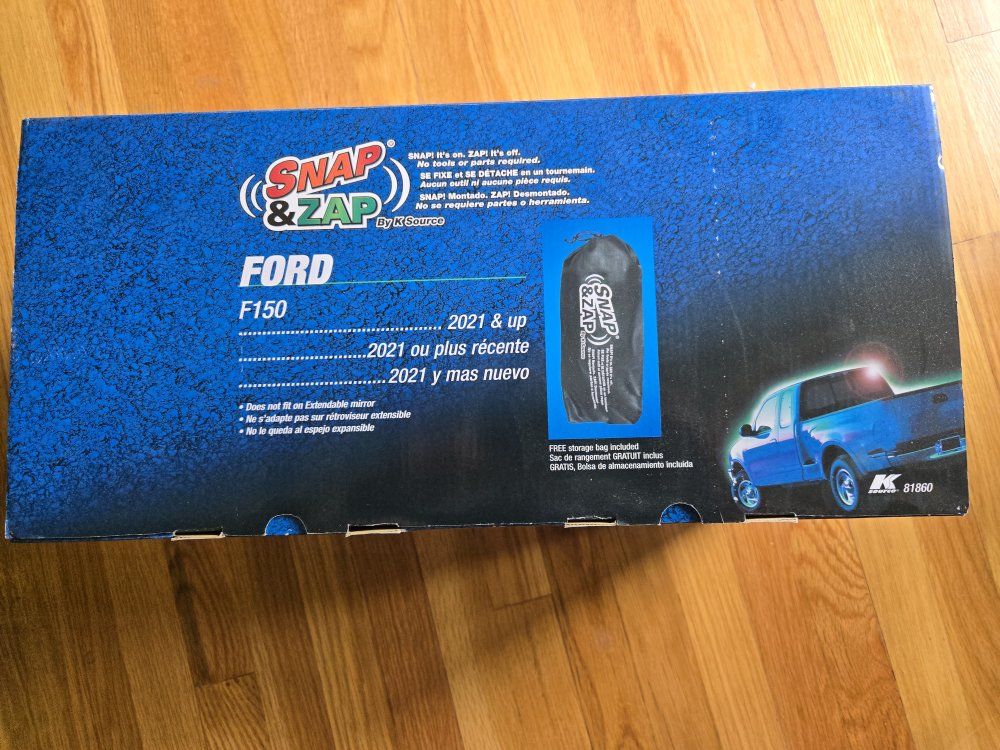 SNAP® & ZAP
By K Source
SNAP! It's on. ZAP! It's off.
No tools or parts required.
SE FIXE et SE DÉTACHE en un tournemain.
Aucun outil ni aucune pièce requis.
SNAP! Montado. ZAP! Desmontado.
No se requiere partes o herramienta.
FORD
F150
.......................................... 2021 & up
..........................2021 ou plus récente
..............................2021 y mas nuevo
• Does not fit on Extendable mirror
• Ne s'adapte pas sur rétroviseur extensible
• No le queda al espejo expansible
SNAP
& ZAP
FREE storage bag included
Sac de rangement GRATUIT inclus
GRATIS, Bolsa de almacenamiento incluida
K SOURCE 81860